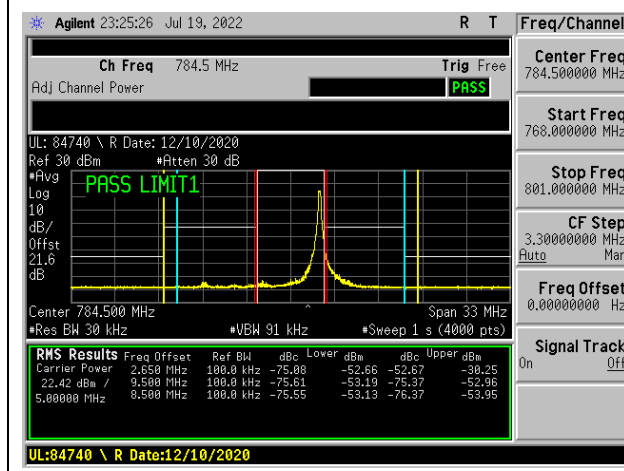 Agilent 23:25:26 Jul 19, 2022 R T
Freq/Channel
Ch Freq 784.5 MHz Trig Free
Adj Channel Power PASS
Center Freq
784.500000 MHz
Start Freq
768.000000 MHz
Stop Freq
801.000000 MHz
CF Step
3.30000000 MHz
Auto Man
Freq Offset
0.00000000 Hz
Signal Track
On Off
UL: 84740 \ R Date: 12/10/2020
Ref 30 dBm #Atten 30 dB
#Avg
Log
10
dB/
Offst
21.6
dB
PASS LIMIT1
Center 784.500 MHz Span 33 MHz
#Res BW 30 kHz #VBW 91 kHz #Sweep 1 s (4000 pts)
RMS Results Freq Offset Ref BW dBc Lower dBm dBc Upper dBm
Carrier Power 2.650 MHz 100.0 kHz -75.08 -52.66 -52.67 -30.25
22.42 dBm / 9.500 MHz 100.0 kHz -75.61 -53.19 -75.37 -52.96
5.00000 MHz 8.500 MHz 100.0 kHz -75.55 -53.13 -76.37 -53.95
UL:84740 \ R Date:12/10/2020